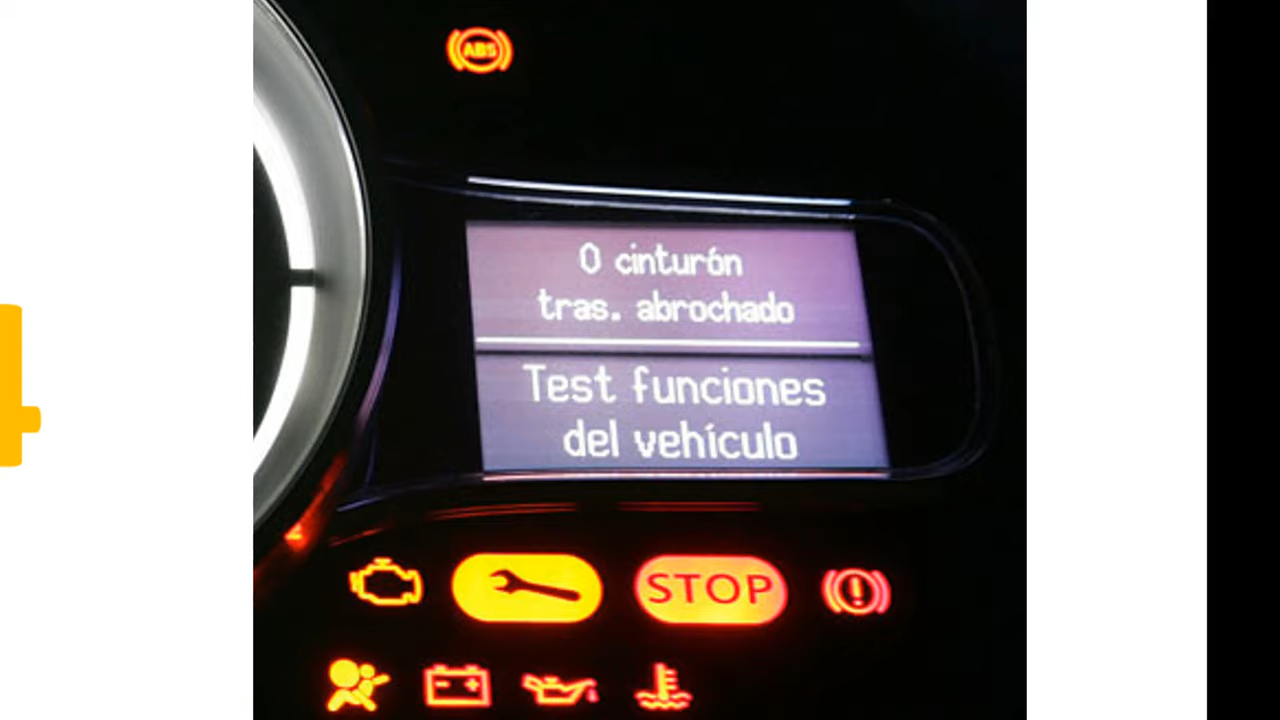 ABS
0 cinturón
tras. abrochado
Test funciones
del vehículo
STOP